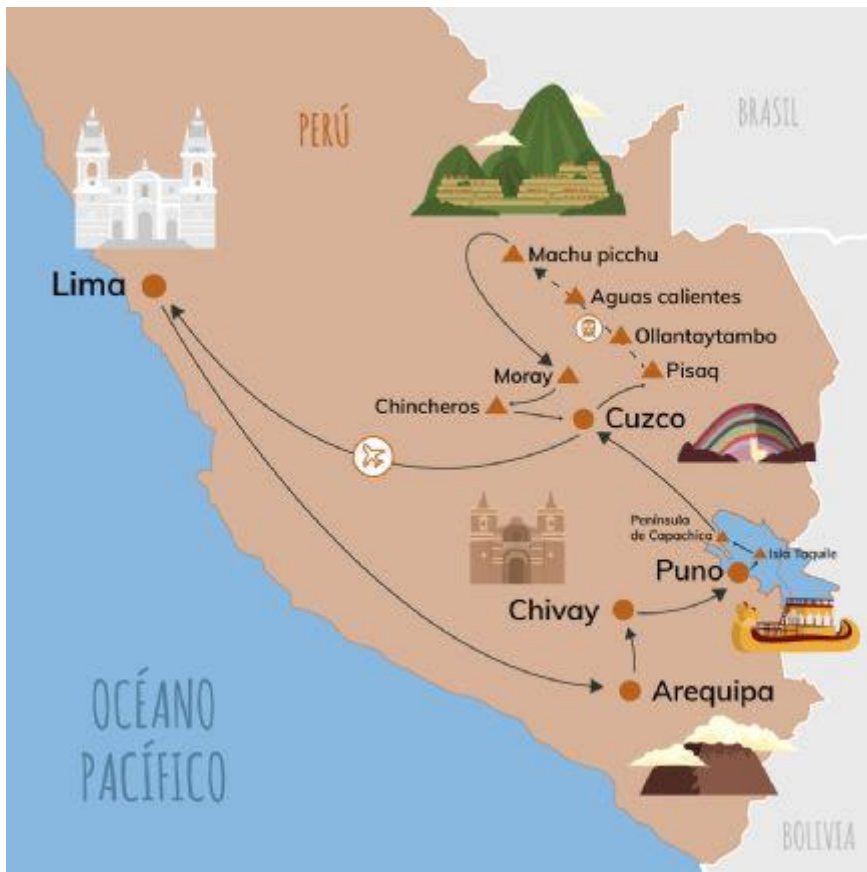 PERÚ
BRASIL
Lima
Machu picchu
Aguas calientes
Ollantaytambo
Moray
Pisaq
Chincheros
Cuzco
Península
de Capachica
Isla Taquile
Puno
Chivay
Arequipa
OCÉANO
PACÍFICO
BOLIVIA